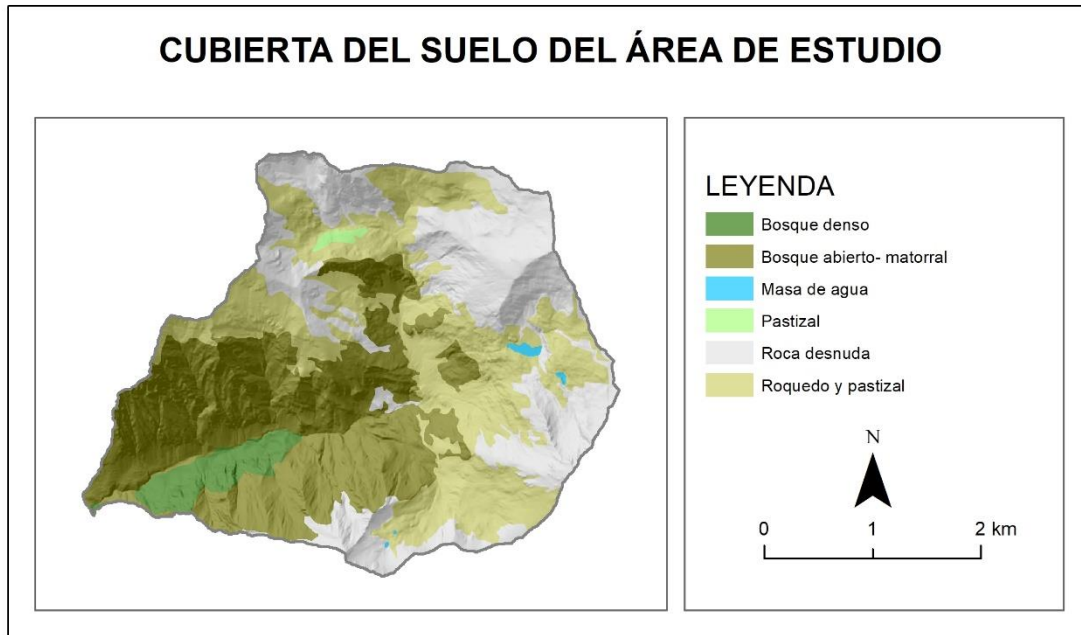 CUBIERTA DEL SUELO DEL ÁREA DE ESTUDIO
LEYENDA
Bosque denso
Bosque abierto- matorral
Masa de agua
Pastizal
Roca desnuda
Roquedo y pastizal
N
0 1 2 km